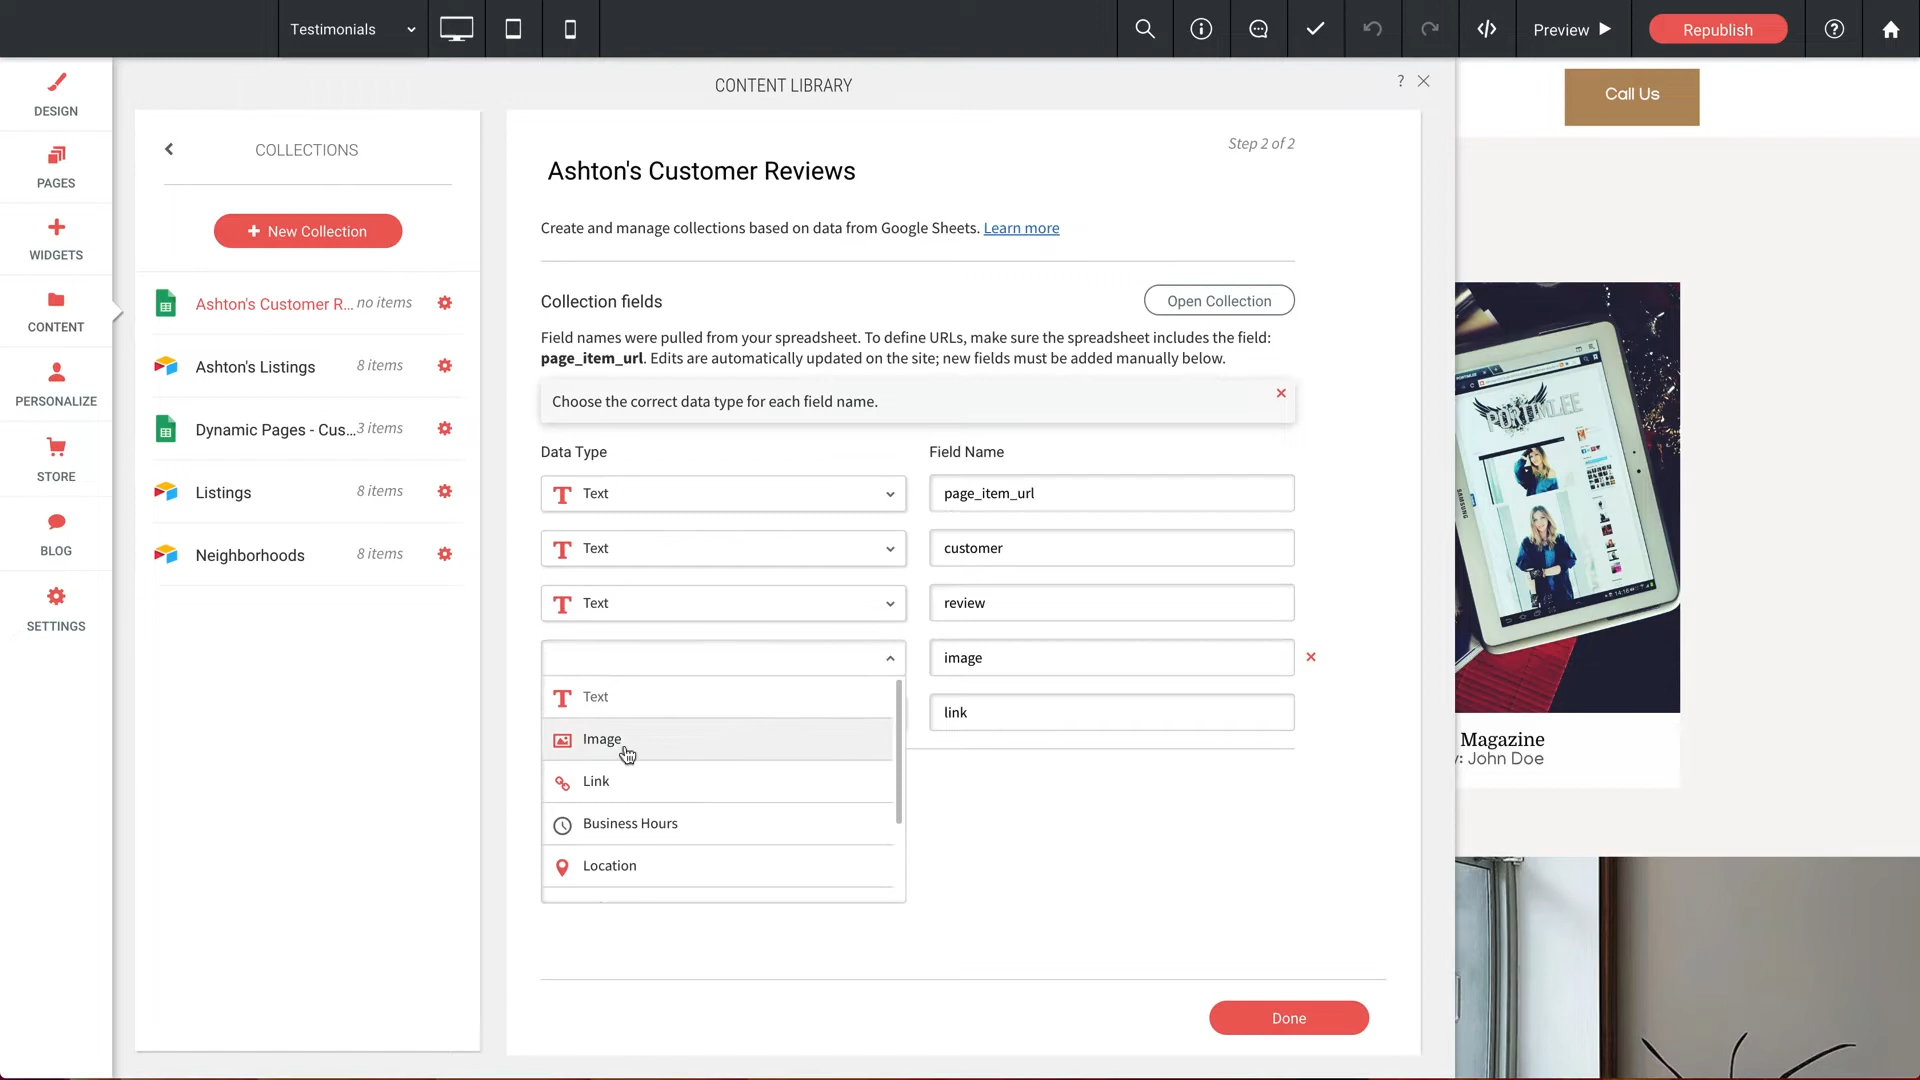 Testimonials
Preview
Republish
DESIGN
PAGES
WIDGETS
CONTENT
PERSONALIZE
STORE
BLOG
SETTINGS
CONTENT LIBRARY
?
COLLECTIONS
+ New Collection
Ashton's Customer R... no items
Ashton's Listings 8 items
Dynamic Pages - Cus... 3 items
Listings 8 items
Neighborhoods 8 items
Step 2 of 2
Ashton's Customer Reviews
Create and manage collections based on data from Google Sheets. Learn more
Collection fields
Open Collection
Field names were pulled from your spreadsheet. To define URLs, make sure the spreadsheet includes the field:
page_item_url. Edits are automatically updated on the site; new fields must be added manually below.
Choose the correct data type for each field name.
Data Type Field Name
Text page_item_url
Text customer
Text review
image
Text
link
Image
Link
Business Hours
Location
Done
Call Us
PORTIMLEE
SAMSUNG
Magazine
y: John Doe